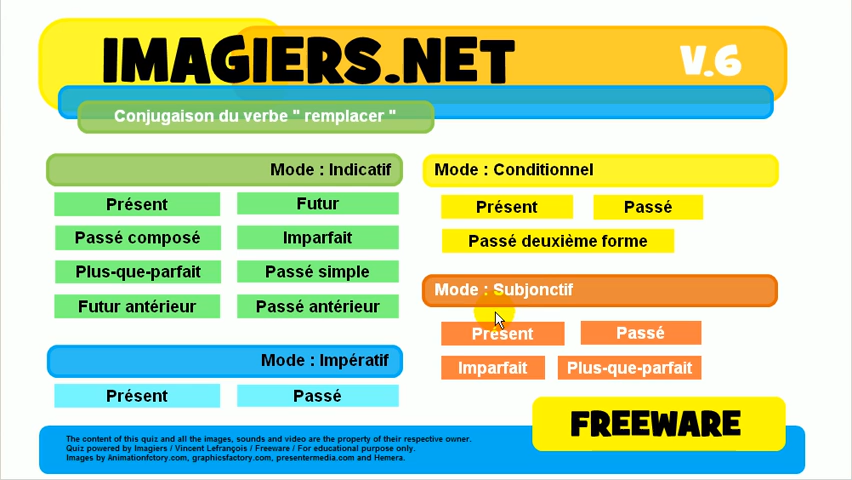 IMAGIERS.NET
V.6
Conjugaison du verbe " remplacer "
Mode : Indicatif
Présent
Futur
Passé composé
Imparfait
Plus-que-parfait
Passé simple
Futur antérieur
Passé antérieur
Mode : Impératif
Présent
Passé
Mode : Conditionnel
Présent
Passé
Passé deuxième forme
Mode : Subjonctif
Présent
Passé
Imparfait
Plus-que-parfait
FREEWARE
The content of this quiz and all the images, sounds and video are the property of their respective owner.
Quiz powered by Imagiers / Vincent Lefrançois / Freeware / For educational purpose only.
Images by Animationfctory.com, graphicsfactory.com, presentermedia.com and Hemera.